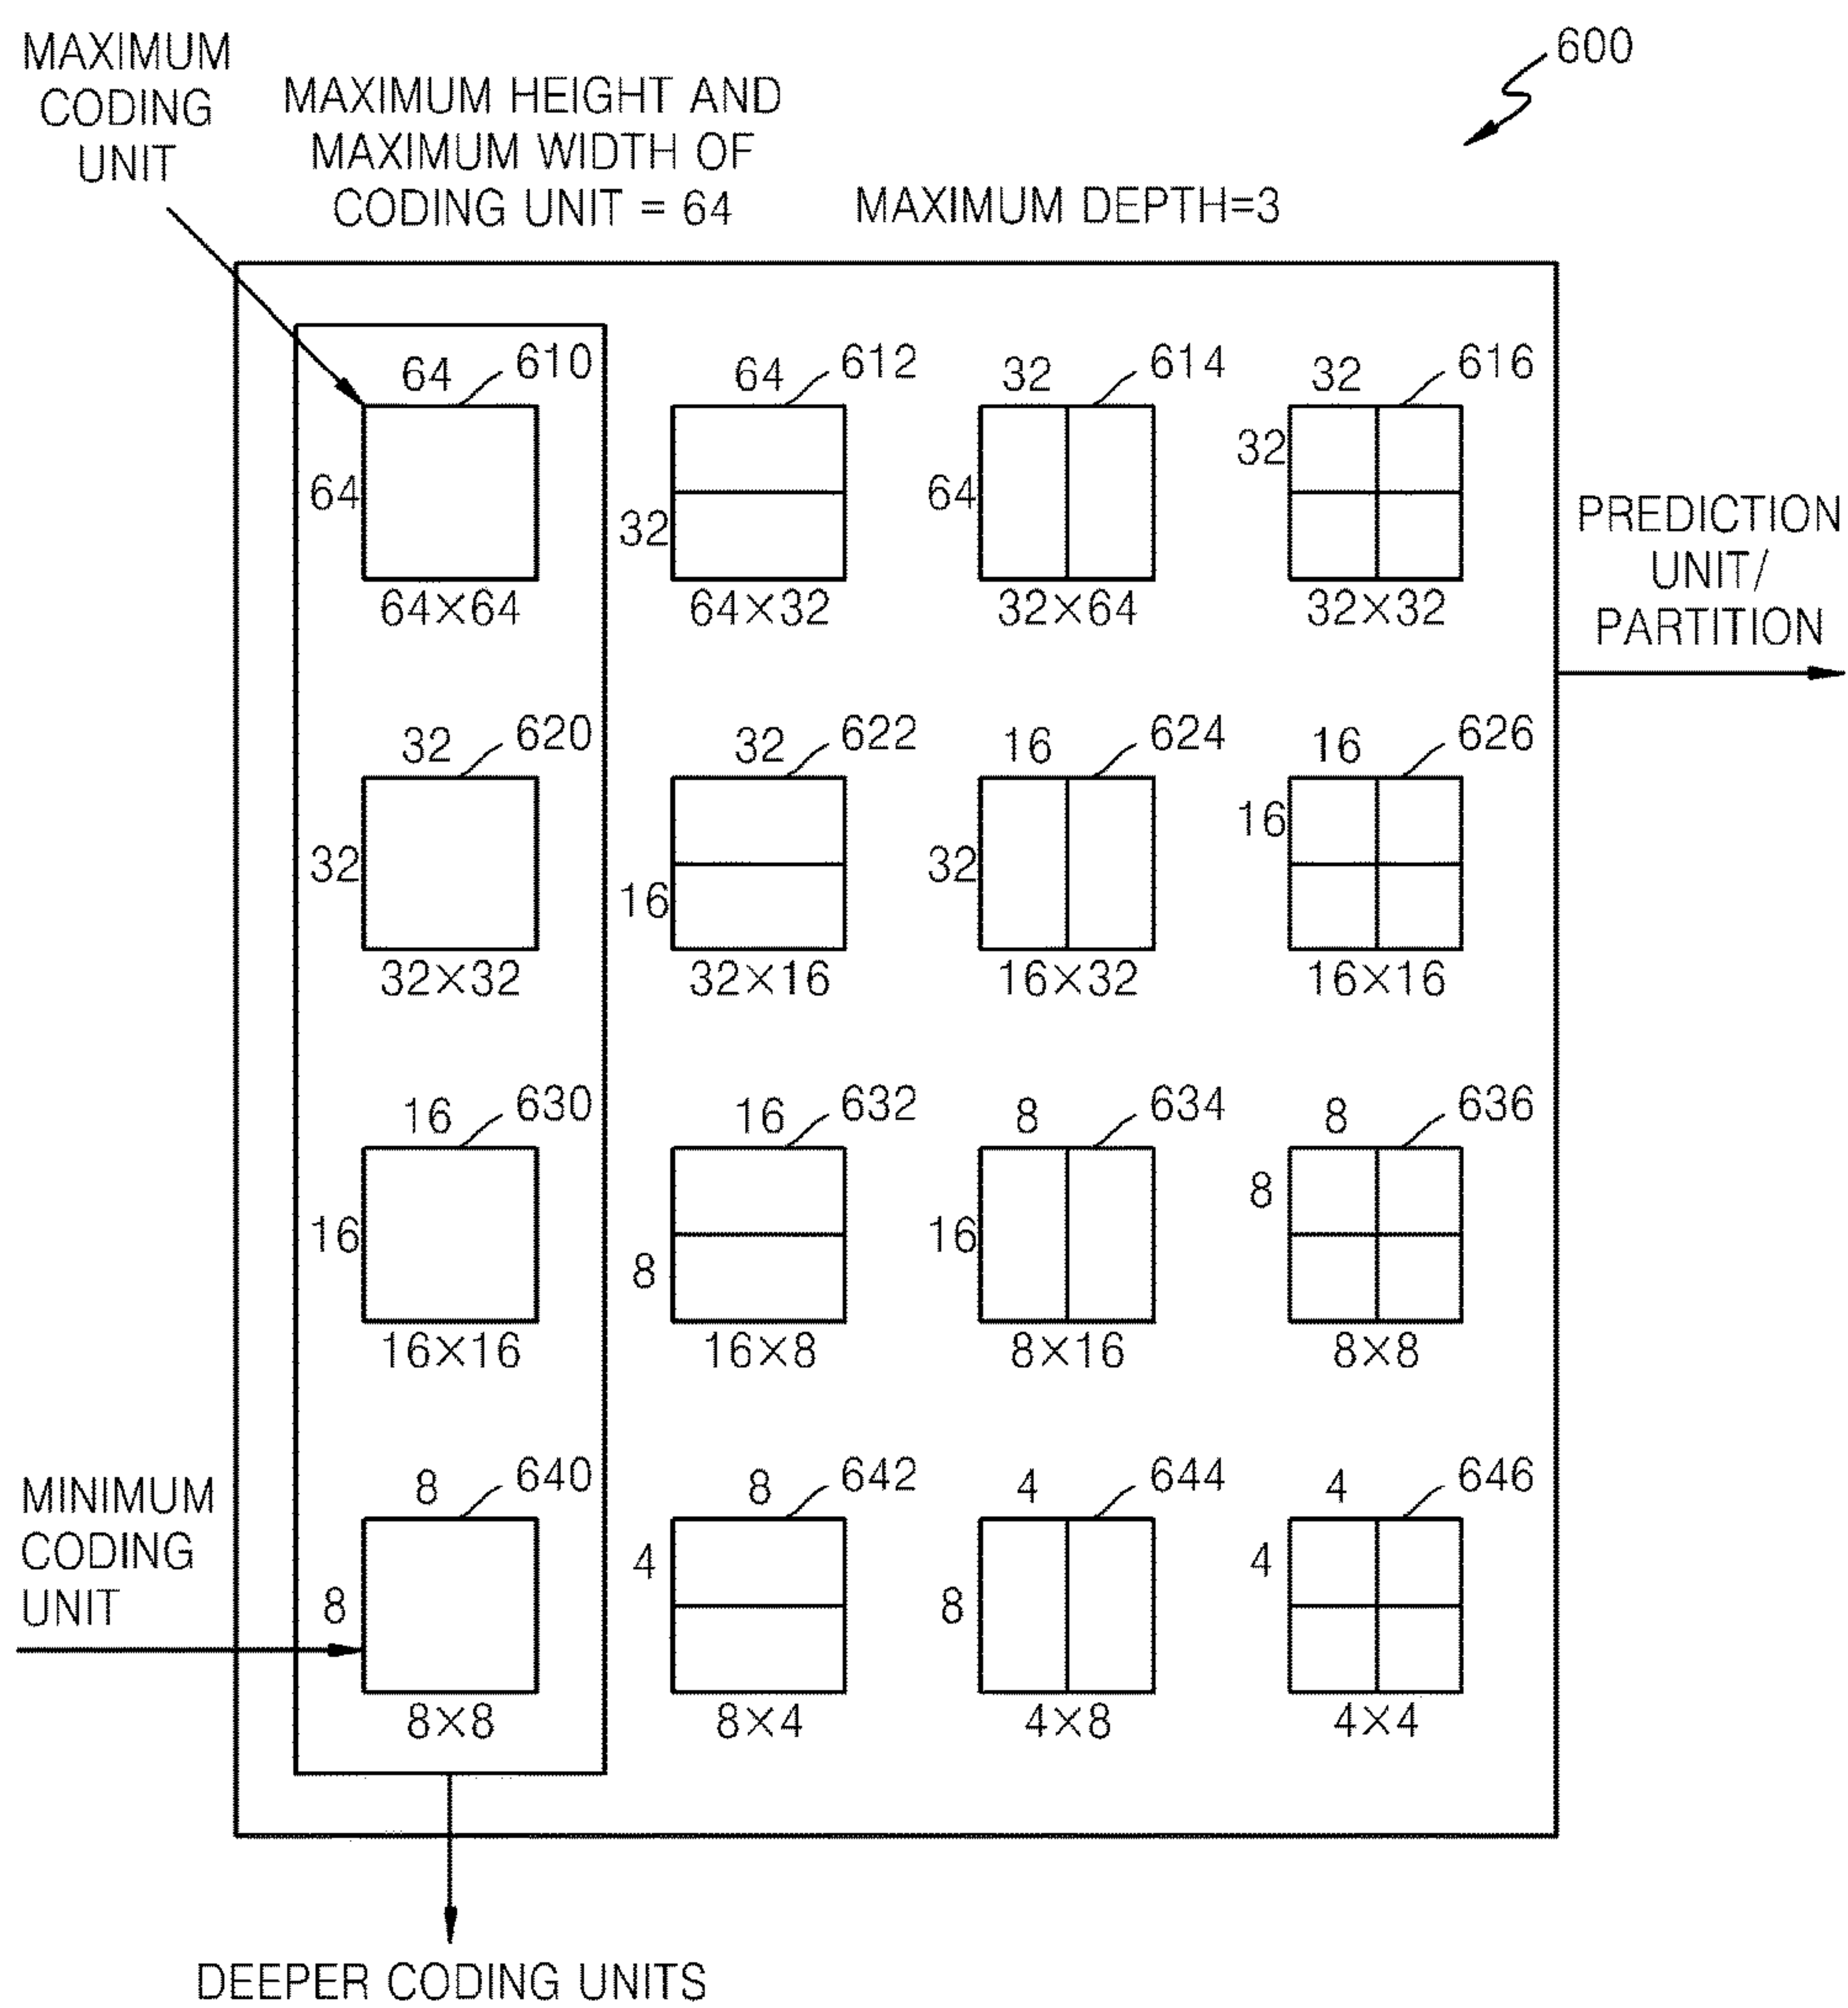 600
MAXIMUM
CODING
UNIT
MAXIMUM HEIGHT AND
MAXIMUM WIDTH OF
CODING UNIT = 64
MAXIMUM DEPTH=3
64 610 64 612 32 614 32 616
64 32 64 32
64×64 64×32 32×64 32×32
PREDICTION
UNIT/
PARTITION
32 620 32 622 16 624 16 626
32 16 32 16
32×32 32×16 16×32 16×16
16 630 16 632 8 634 8 636
16 8 16 8
16×16 16×8 8×16 8×8
MINIMUM
CODING
UNIT
8 640 8 642 4 644 4 646
8 4 8 4
8×8 8×4 4×8 4×4
DEEPER CODING UNITS